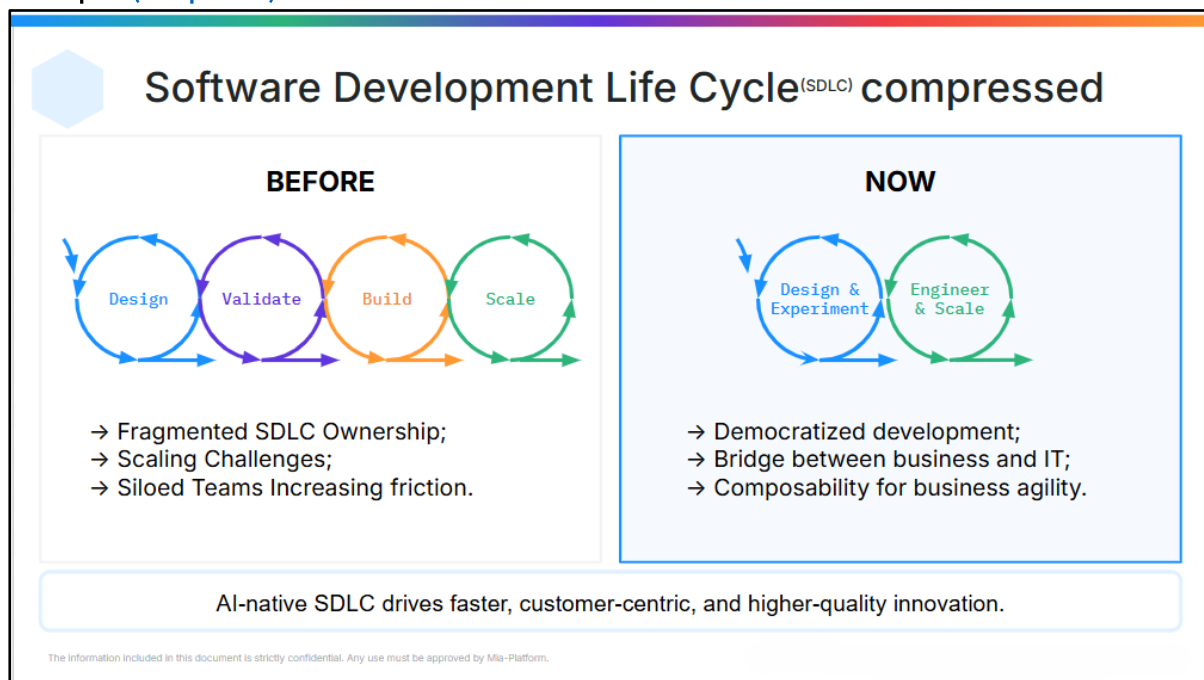 Software Development Life Cycle(SDLC) compressed
BEFORE
Design
Validate
Build
Scale
→ Fragmented SDLC Ownership;
→ Scaling Challenges;
→ Siloed Teams Increasing friction.
NOW
Design &
Experiment
Engineer
& Scale
→ Democratized development;
→ Bridge between business and IT;
→ Composability for business agility.
AI-native SDLC drives faster, customer-centric, and higher-quality innovation.
The information included in this document is strictly confidential. Any use must be approved by Mia-Platform.